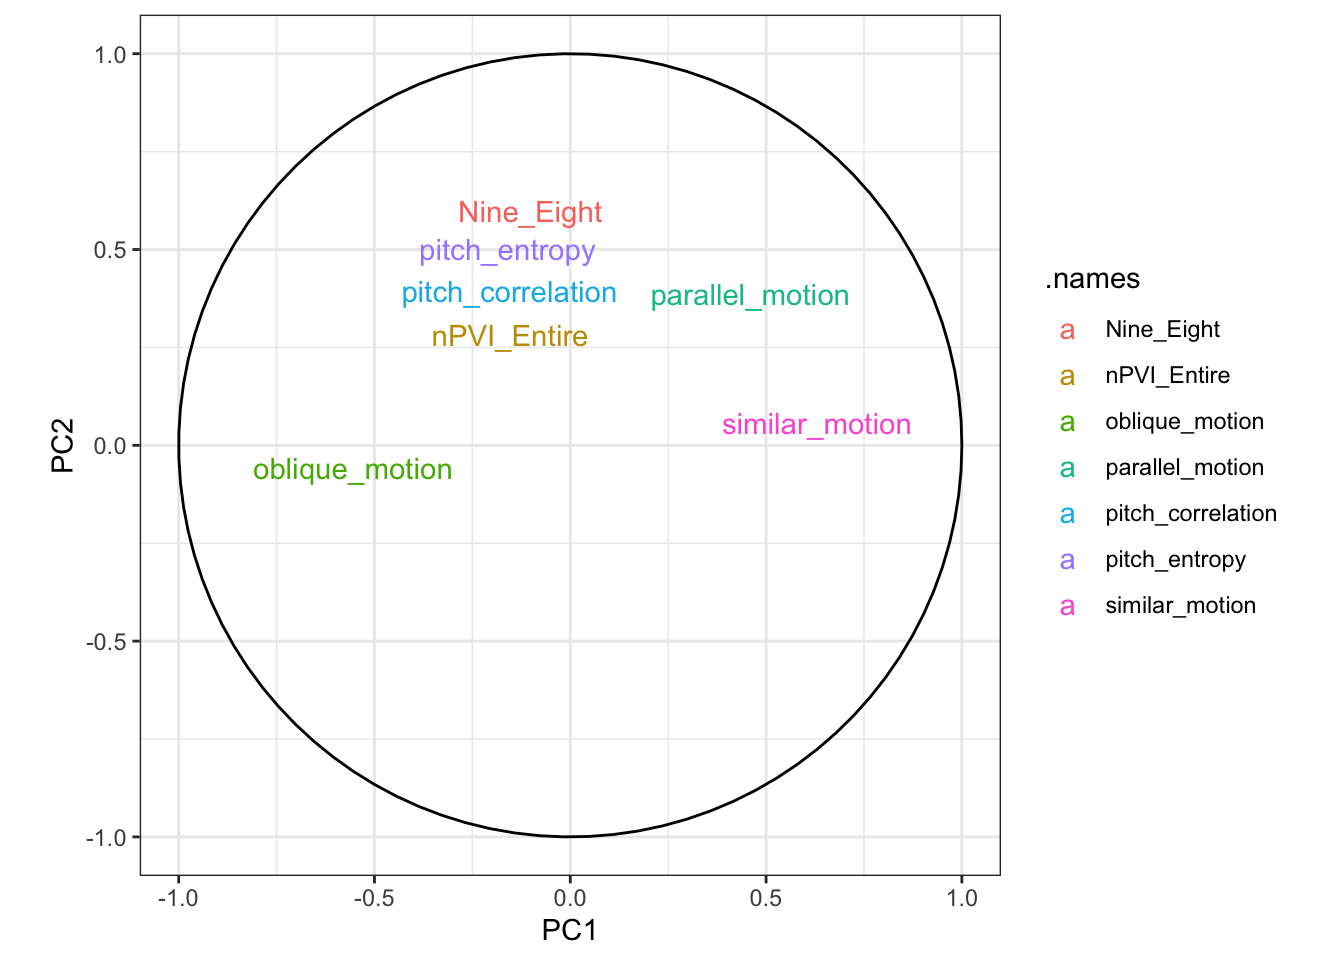 1.0
0.5
0.0
-0.5
-1.0
PC2
Nine_Eight
pitch_entropy
pitch_correlation
parallel_motion
nPVI_Entire
similar_motion
oblique_motion
-1.0
-0.5
0.0
0.5
1.0
PC1
.names
a Nine_Eight
a nPVI_Entire
a oblique_motion
a parallel_motion
a pitch_correlation
a pitch_entropy
a similar_motion